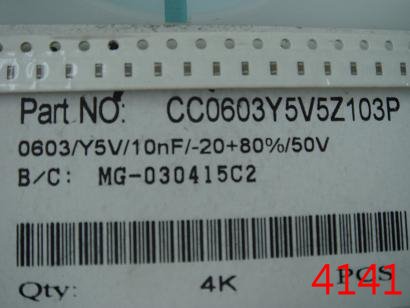 Part NO: CC0603Y5V5Z103P
0603/Y5V/10nF/-20+80%/50V
B/C: MG-030415C2
Qty: 4K PCS
4141